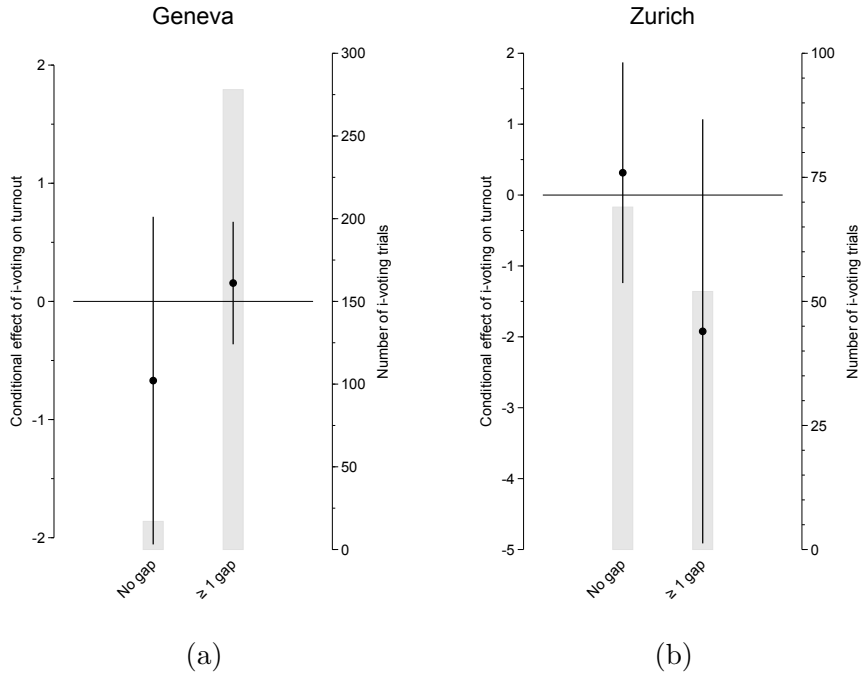 Geneva
Conditional effect of i-voting on turnout
2
1
0
-1
-2
300
250
200
150
100
50
0
Number of i-voting trials
No gap
≥ 1 gap
(a)
Zurich
Conditional effect of i-voting on turnout
2
1
0
-1
-2
-3
-4
-5
100
75
50
25
0
Number of i-voting trials
No gap
≥ 1 gap
(b)